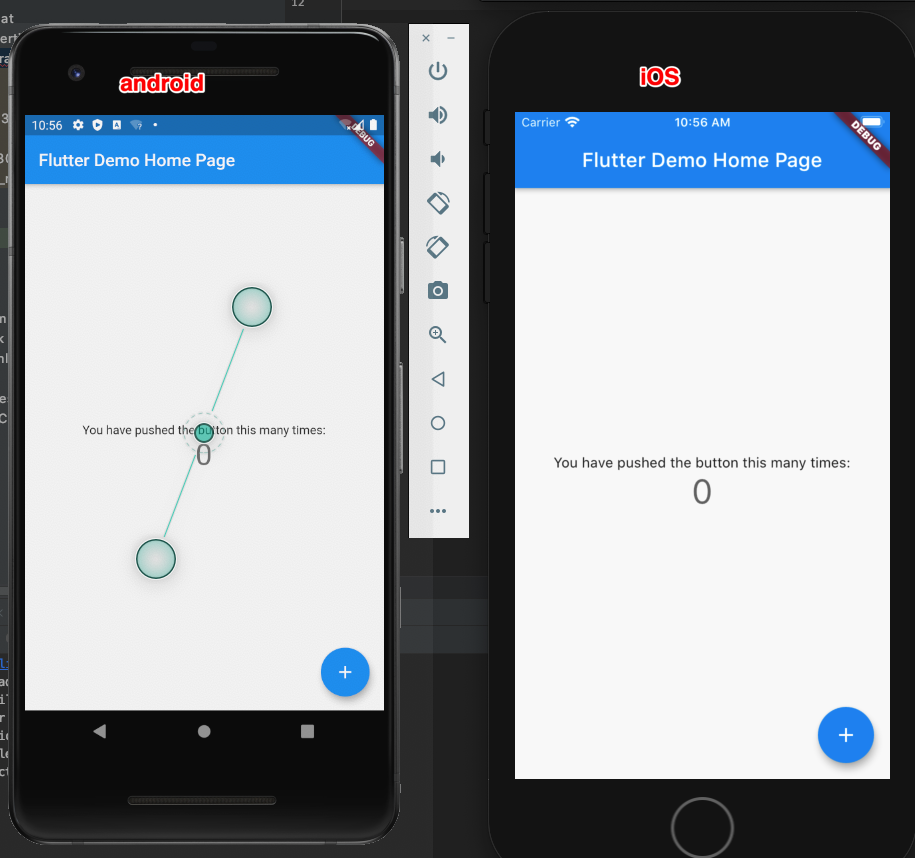 12
at
android
iOS
10:56
A
DEBUG
Flutter Demo Home Page
You have pushed the button this many times:
0
+
Carrier
10:56 AM
DEBUG
Flutter Demo Home Page
You have pushed the button this many times:
0
+